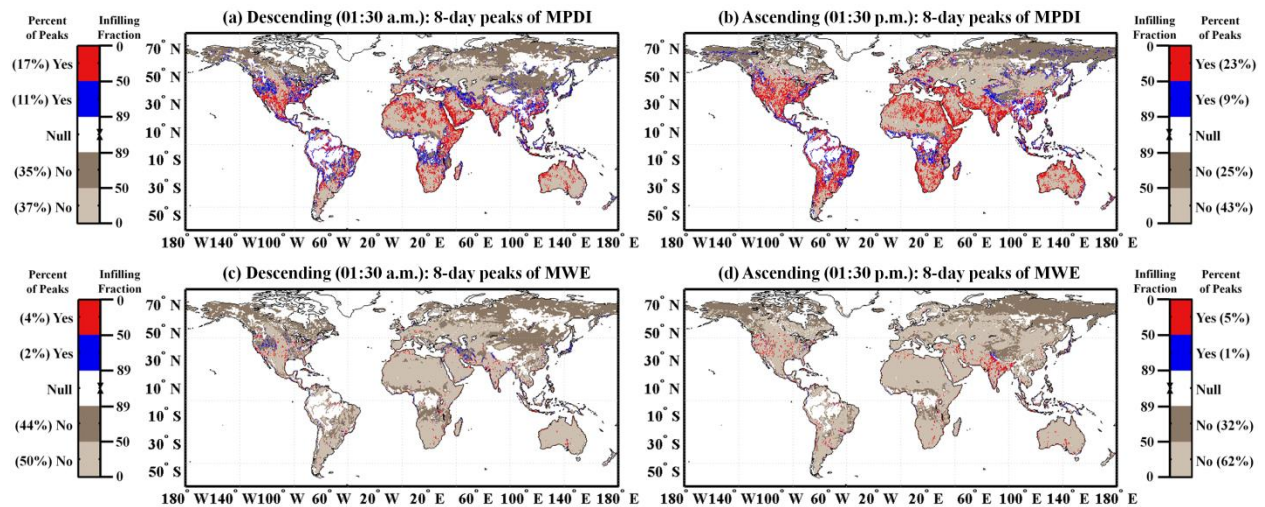 (a) Descending (01:30 a.m.): 8-day peaks of MPDI
(b) Ascending (01:30 p.m.): 8-day peaks of MPDI
Percent of Peaks
Infilling Fraction
0
(17%) Yes
50
(11%) Yes
89
Null
89
(35%) No
50
(37%) No
0
70° N
50° N
30° N
10° N
10° S
30° S
50° S
180° W140° W100° W 60° W 20° W 20° E 60° E 100° E 140° E 180° E
70° N
50° N
30° N
10° N
10° S
30° S
50° S
180° W140° W100° W 60° W 20° W 20° E 60° E 100° E 140° E 180° E
Infilling Fraction
Percent of Peaks
0
Yes (23%)
50
Yes (9%)
89
Null
89
No (25%)
50
No (43%)
0
(c) Descending (01:30 a.m.): 8-day peaks of MWE
(d) Ascending (01:30 p.m.): 8-day peaks of MWE
Percent of Peaks
Infilling Fraction
0
(4%) Yes
50
(2%) Yes
89
Null
89
(44%) No
50
(50%) No
0
70° N
50° N
30° N
10° N
10° S
30° S
50° S
180° W140° W100° W 60° W 20° W 20° E 60° E 100° E 140° E 180° E
70° N
50° N
30° N
10° N
10° S
30° S
50° S
180° W140° W100° W 60° W 20° W 20° E 60° E 100° E 140° E 180° E
Infilling Fraction
Percent of Peaks
0
Yes (5%)
50
Yes (1%)
89
Null
89
No (32%)
50
No (62%)
0